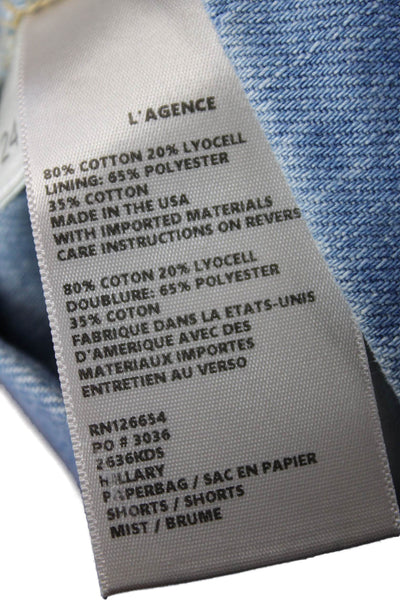 L'AGENCE
80% COTTON 20% LYOCELL
LINING: 65% POLYESTER
35% COTTON
MADE IN THE USA
WITH IMPORTED MATERIALS
CARE INSTRUCTIONS ON REVERS
80% COTTON 20% LYOCELL
DOUBLURE: 65% POLYESTER
35% COTON
FABRIQUE DANS LA ETATS-UNIS
D'AMERIQUE AVEC DES
MATERIAUX IMPORTES
ENTRETIEN AU VERSO
RN126654
PO # 3036
2636KDS
HILLARY
PAPERBAG / SAC EN PAPIER
SHORTS / SHORTS
MIST / BRUME
24